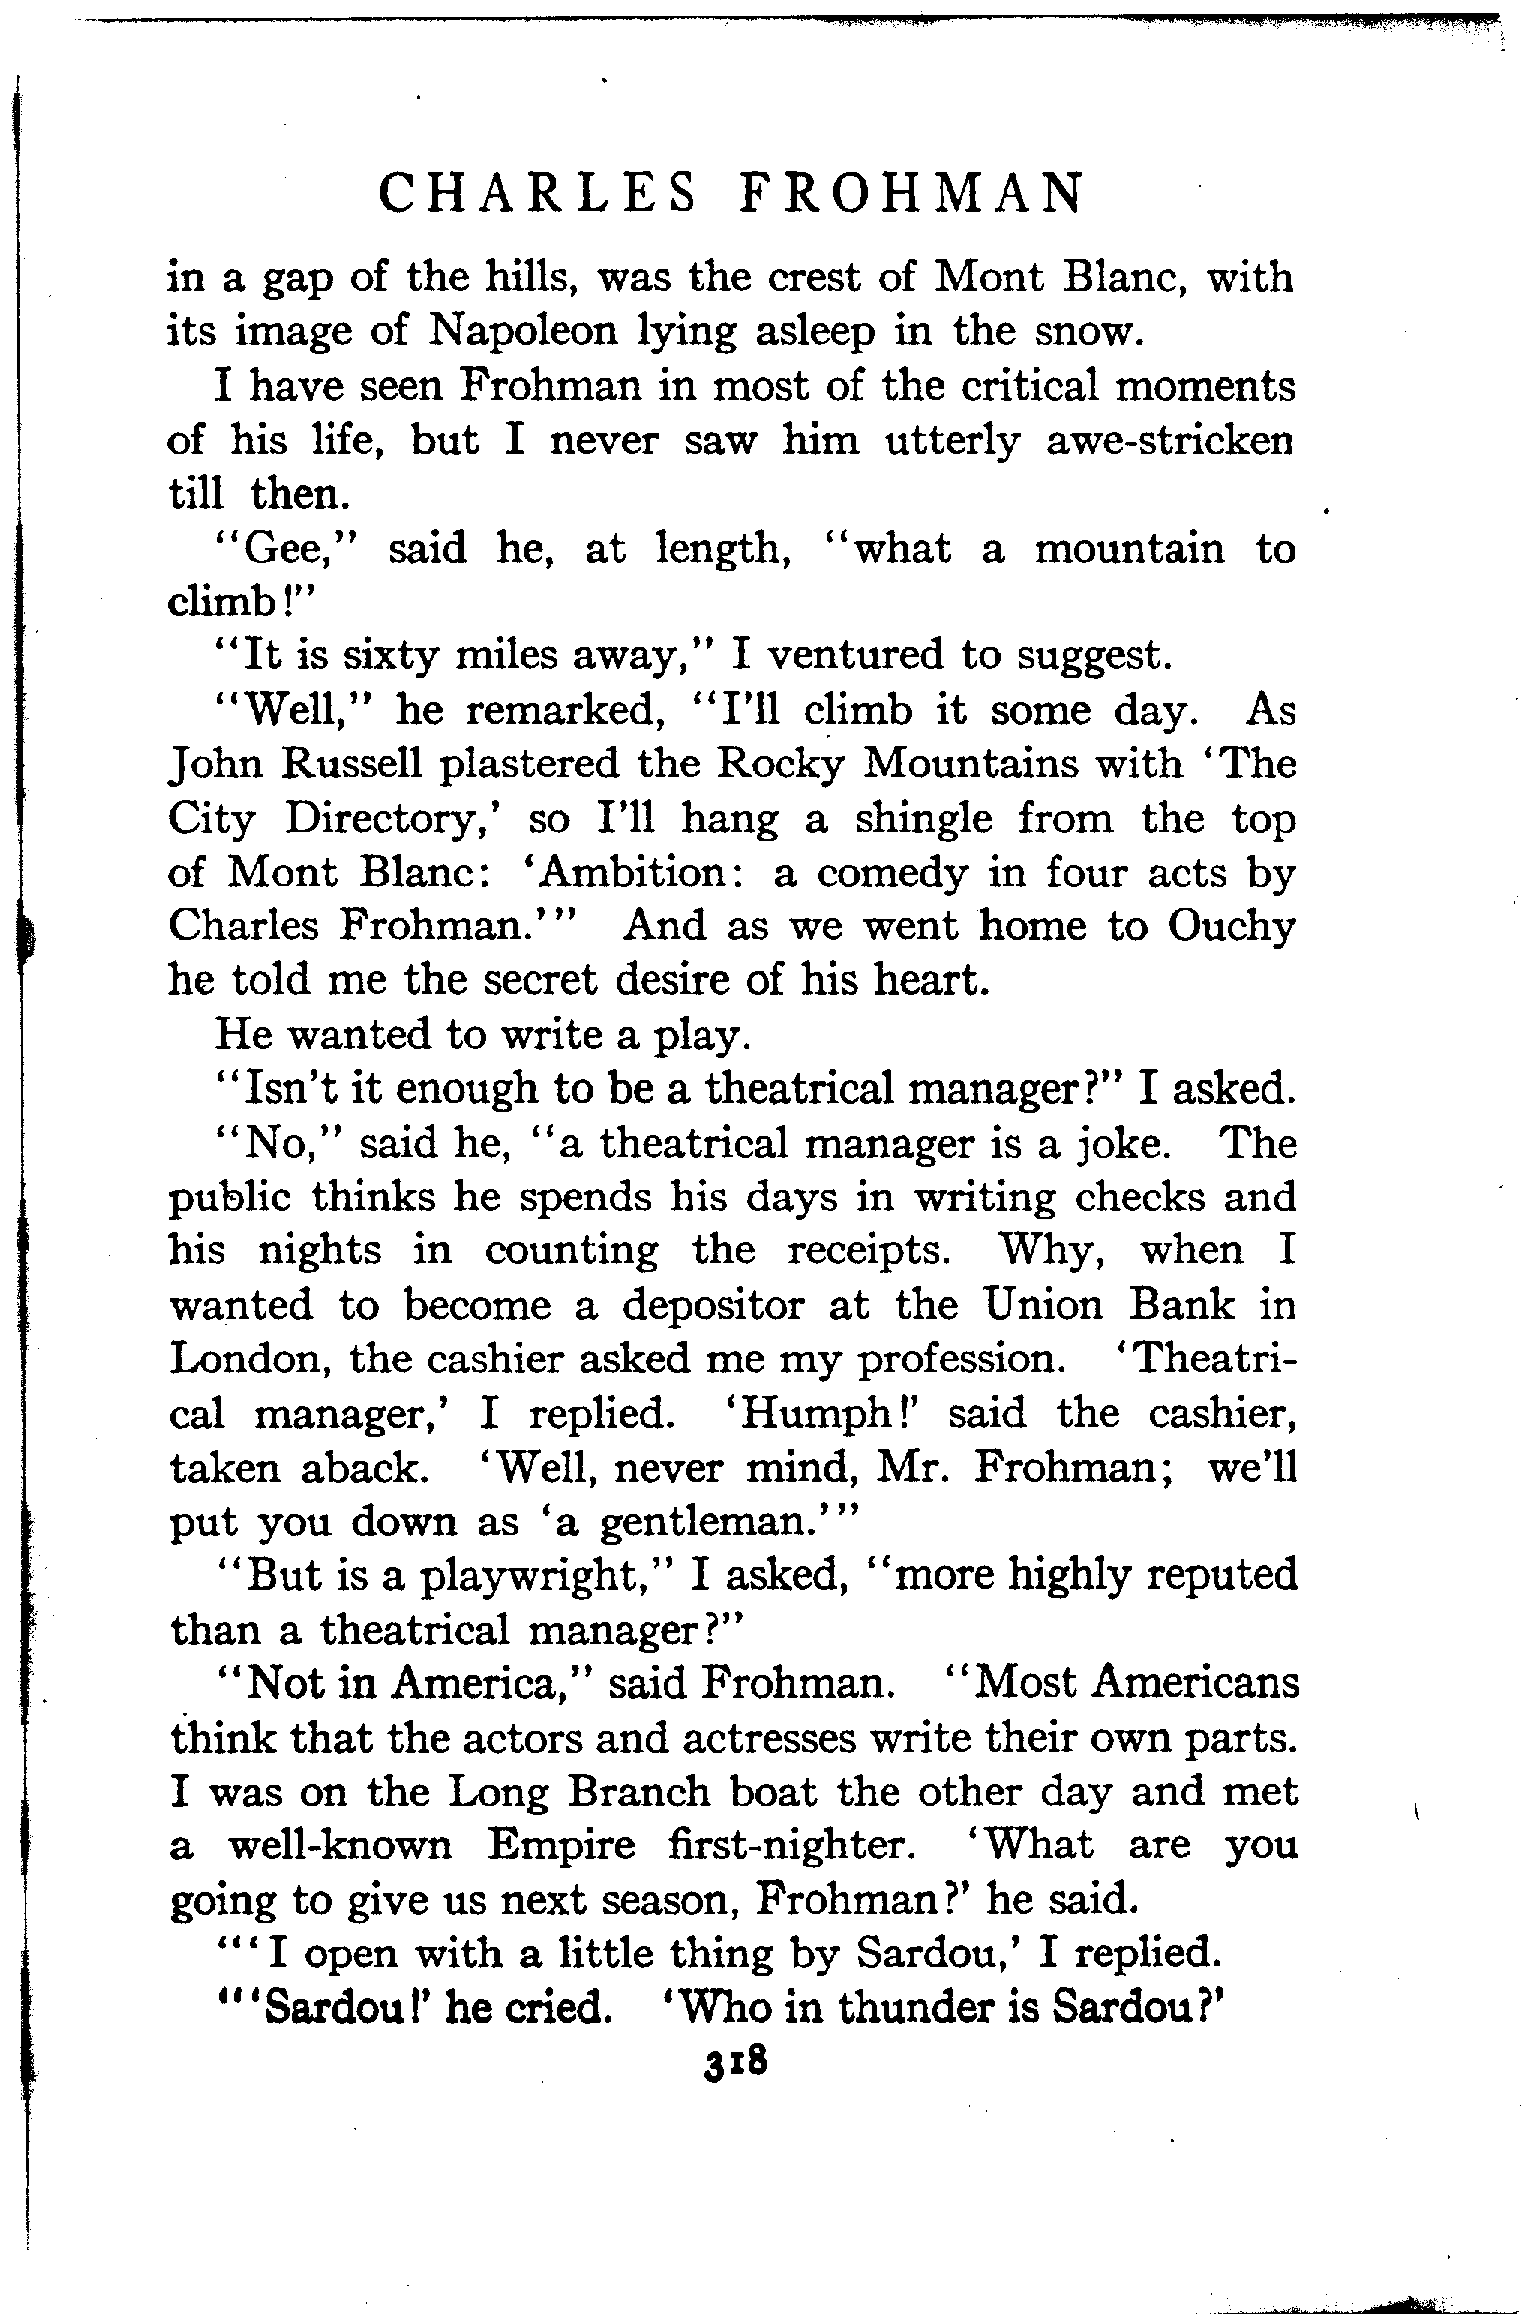 CHARLES FROHMAN
in a gap of the hills, was the crest of Mont Blanc, with
its image of Napoleon lying asleep in the snow.
I have seen Frohman in most of the critical moments
of his life, but I never saw him utterly awe-stricken
till then.
"Gee," said he, at length, "what a mountain to
climb!"
"It is sixty miles away," I ventured to suggest.
"Well," he remarked, "I'll climb it some day. As
John Russell plastered the Rocky Mountains with 'The
City Directory,' so I'll hang a shingle from the top
of Mont Blanc: 'Ambition: a comedy in four acts by
Charles Frohman.'" And as we went home to Ouchy
he told me the secret desire of his heart.
He wanted to write a play.
"Isn't it enough to be a theatrical manager?" I asked.
"No," said he, "a theatrical manager is a joke. The
public thinks he spends his days in writing checks and
his nights in counting the receipts. Why, when I
wanted to become a depositor at the Union Bank in
London, the cashier asked me my profession. 'Theatri-
cal manager,' I replied. 'Humph!' said the cashier,
taken aback. 'Well, never mind, Mr. Frohman; we'll
put you down as 'a gentleman.'"
"But is a playwright," I asked, "more highly reputed
than a theatrical manager?"
"Not in America," said Frohman. "Most Americans
think that the actors and actresses write their own parts.
I was on the Long Branch boat the other day and met
a well-known Empire first-nighter. 'What are you
going to give us next season, Frohman?' he said.
"'I open with a little thing by Sardou,' I replied.
"'Sardou!' he cried. 'Who in thunder is Sardou?'
318